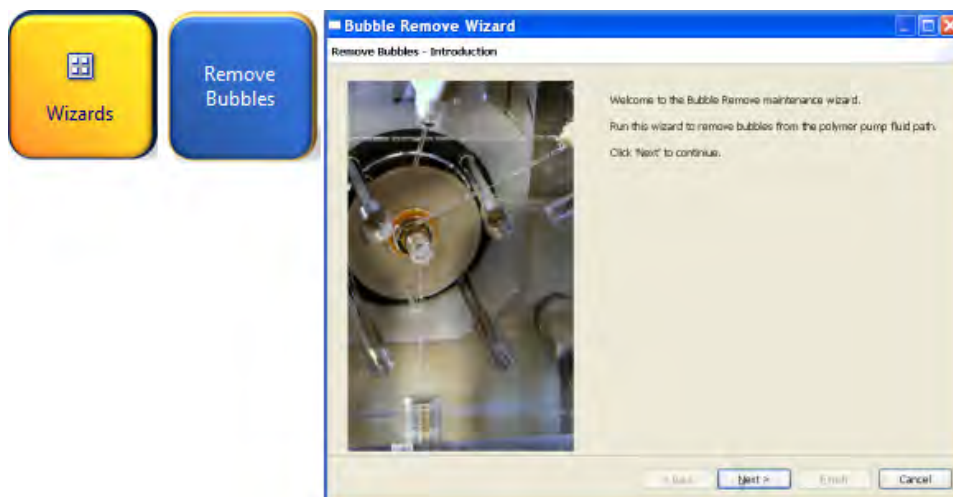 Wizards
Remove
Bubbles
Bubble Remove Wizard
Remove Bubbles - Introduction
Welcome to the Bubble Remove maintenance wizard.
Run this wizard to remove bubbles from the polymer pump fluid path.
Click 'Next' to continue.
< Back
Next >
Finish
Cancel